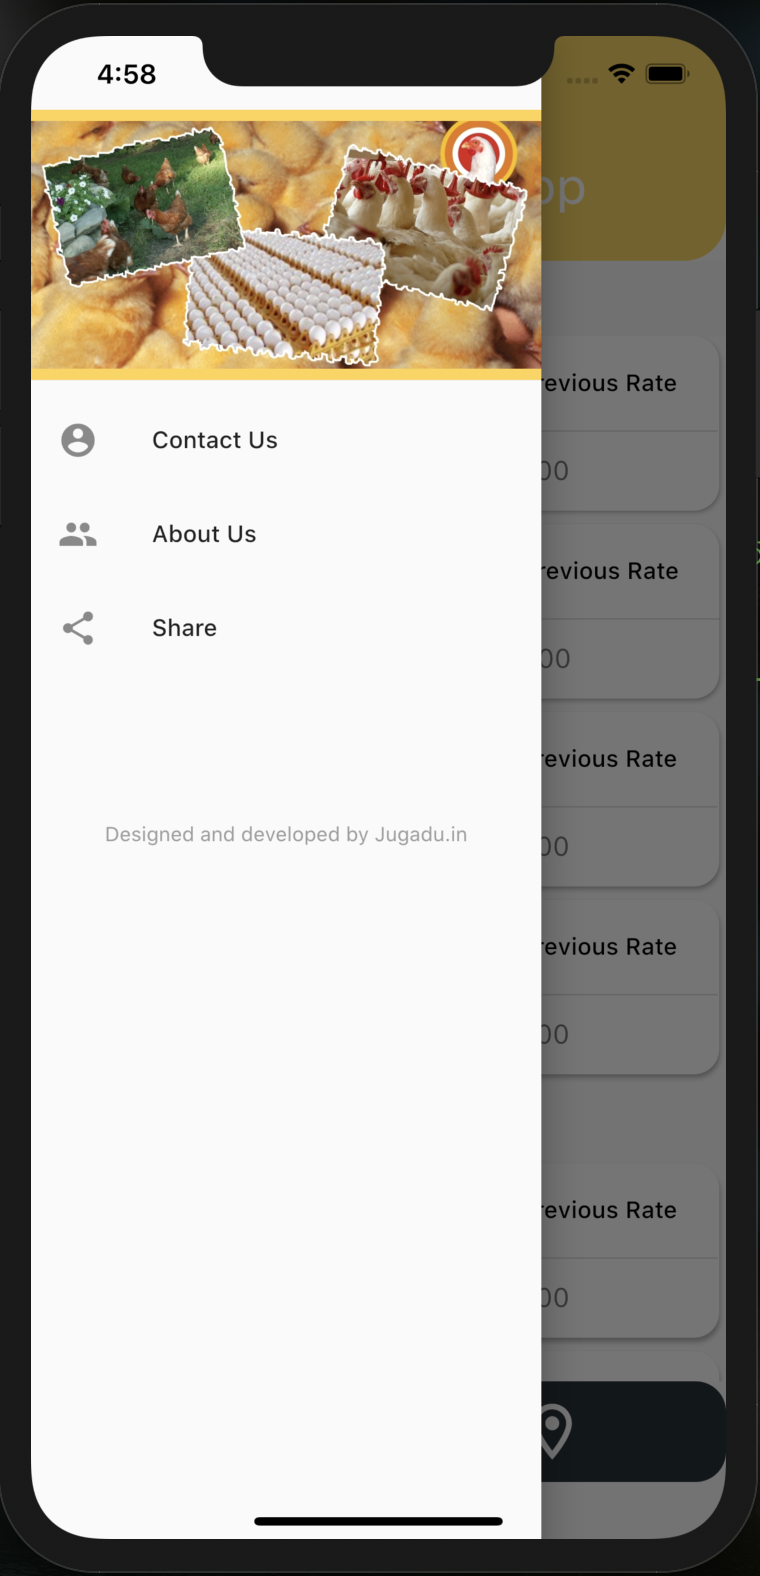 4:58
Contact Us
About Us
Share
Designed and developed by Jugadu.in
revious Rate
00
revious Rate
00
revious Rate
00
revious Rate
00
revious Rate
00